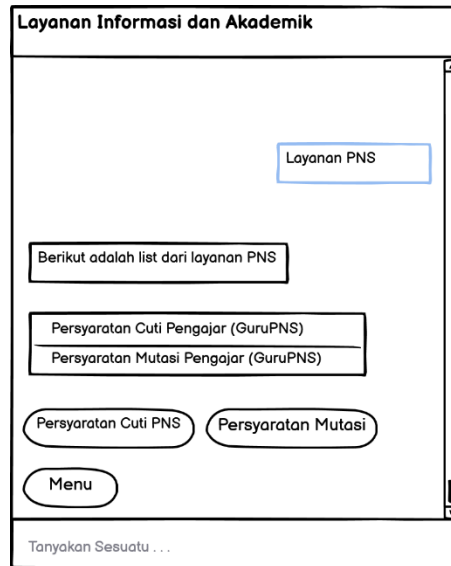 Layanan Informasi dan Akademik
Layanan PNS
Berikut adalah list dari layanan PNS
Persyaratan Cuti Pengajar (GuruPNS)
Persyaratan Mutasi Pengajar (GuruPNS)
Persyaratan Cuti PNS
Persyaratan Mutasi
Menu
Tanyakan Sesuatu . . .